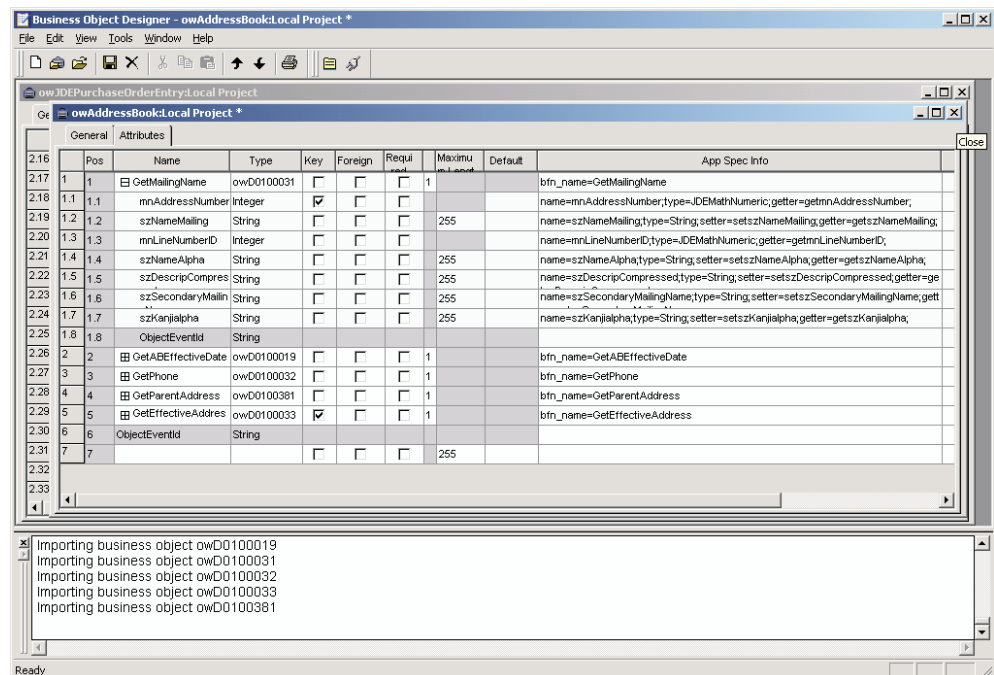 Business Object Designer - owAddressBook:Local Project *
File Edit View Tools Window Help
owJDEPurchaseOrderEntry:Local Project
Ge
owAddressBook:Local Project *
General Attributes
Close
Pos Name Type Key Foreign Requi Maximu Default App Spec Info
2.16
2.17 1 1 GetMailingName owD0100031 1 bfn_name=GetMailingName
2.18 1.1 1.1 mnAddressNumber Integer name=mnAddressNumber;type=JDEMathNumeric;getter=getmnAddressNumber;
2.19 1.2 1.2 szNameMailing String 255 name=szNameMailing;type=String;setter=setszNameMailing;getter=getszNameMailing;
2.20 1.3 1.3 mnLineNumberID Integer name=mnLineNumberID;type=JDEMathNumeric;getter=getmnLineNumberID;
2.21 1.4 1.4 szNameAlpha String 255 name=szNameAlpha;type=String;setter=setszNameAlpha;getter=getszNameAlpha;
2.22 1.5 1.5 szDescripCompres String 255 name=szDescripCompressed;type=String;setter=setszDescripCompressed;getter=ge
2.23 1.6 1.6 szSecondaryMailin String 255 name=szSecondaryMailingName;type=String;setter=setszSecondaryMailingName;gett
2.24 1.7 1.7 szKanjialpha String 255 name=szKanjialpha;type=String;setter=setszKanjialpha;getter=getszKanjialpha;
2.25 1.8 1.8 ObjectEventId String
2.26 2 2 GetABEffectiveDate owD0100019 1 bfn_name=GetABEffectiveDate
2.27 3 3 GetPhone owD0100032 1 bfn_name=GetPhone
2.28 4 4 GetParentAddress owD0100381 1 bfn_name=GetParentAddress
2.29 5 5 GetEffectiveAddres owD0100033 1 bfn_name=GetEffectiveAddress
2.30 6 6 ObjectEventId String
2.31 7 7 255
2.32
2.33
Importing business object owD0100019
Importing business object owD0100031
Importing business object owD0100032
Importing business object owD0100033
Importing business object owD0100381
Ready